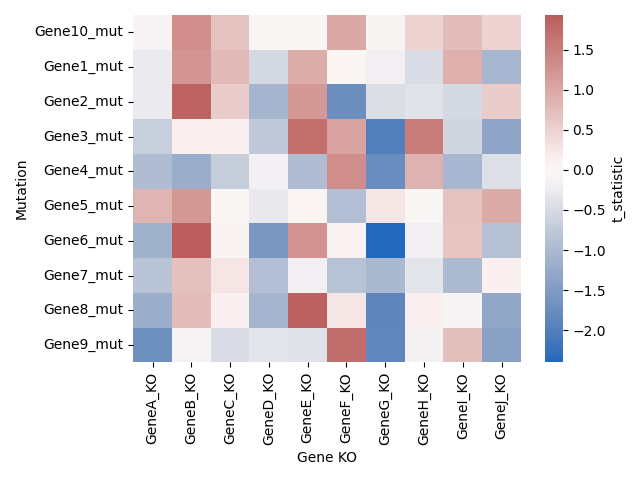 Gene10_mut
Gene1_mut
Gene2_mut
Gene3_mut
Gene4_mut
Gene5_mut
Gene6_mut
Gene7_mut
Gene8_mut
Gene9_mut
Mutation
GeneA_KO
GeneB_KO
GeneC_KO
GeneD_KO
GeneE_KO
GeneF_KO
GeneG_KO
GeneH_KO
GeneI_KO
GeneJ_KO
Gene KO
1.5
1.0
0.5
0.0
−0.5
−1.0
−1.5
−2.0
t_statistic